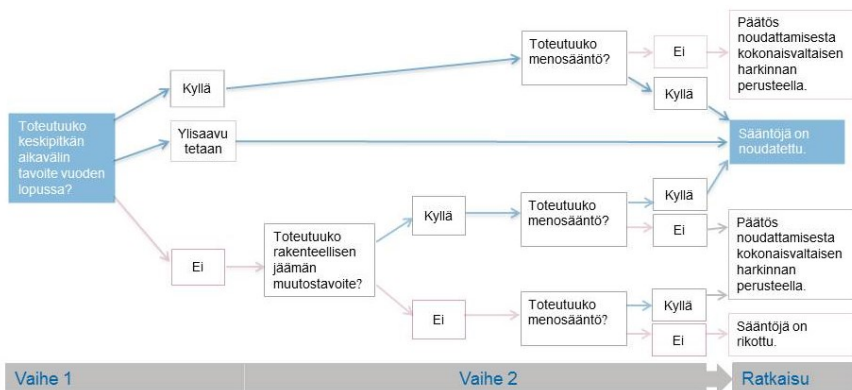 Toteutuuko
keskipitkän
aikavälin
tavoite vuoden
lopussa?
Kyllä
Ylisaavu
tetaan
Ei
Toteutuuko
rakenteellisen
jäämän
muutostavoite?
Kyllä
Ei
Toteutuuko
menosääntö?
Ei
Kyllä
Toteutuuko
menosääntö?
Kyllä
Ei
Toteutuuko
menosääntö?
Kyllä
Ei
Päätös
noudattamisesta
kokonaisvaltaisen
harkinnan
perusteella.
Sääntöjä on
noudatettu.
Päätös
noudattamisesta
kokonaisvaltaisen
harkinnan
perusteella.
Sääntöjä on
rikottu.
Vaihe 1
Vaihe 2
Ratkaisu